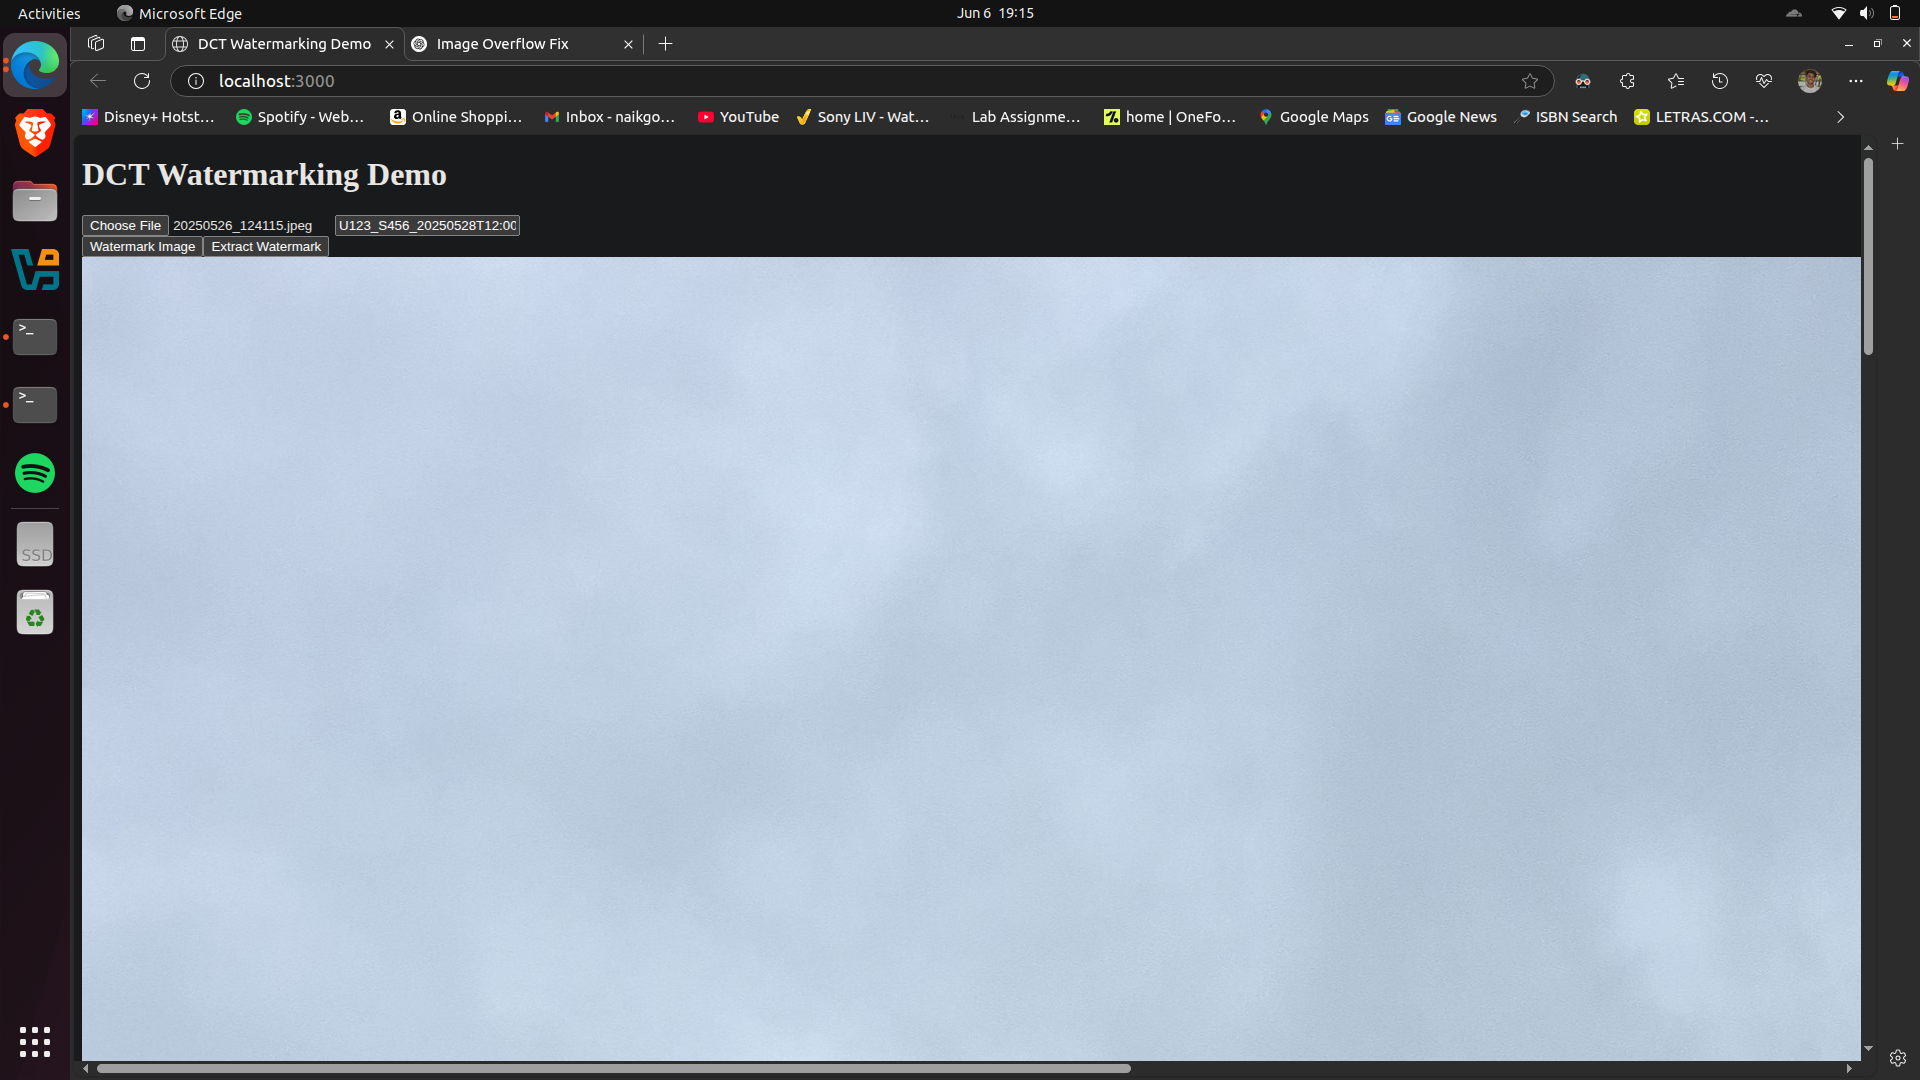 Activities
Microsoft Edge
Jun 6 19:15
DCT Watermarking Demo
Image Overflow Fix
localhost:3000
Disney+ Hotst...
Spotify - Web...
Online Shoppi...
Inbox - naikgo...
YouTube
Sony LIV - Wat...
Lab Assignme...
home | OneFo...
Google Maps
Google News
ISBN Search
LETRAS.COM -...
DCT Watermarking Demo
Choose File 20250526_124115.jpeg
U123_S456_20250528T12:00
Watermark Image
Extract Watermark
>_
>_
SSD